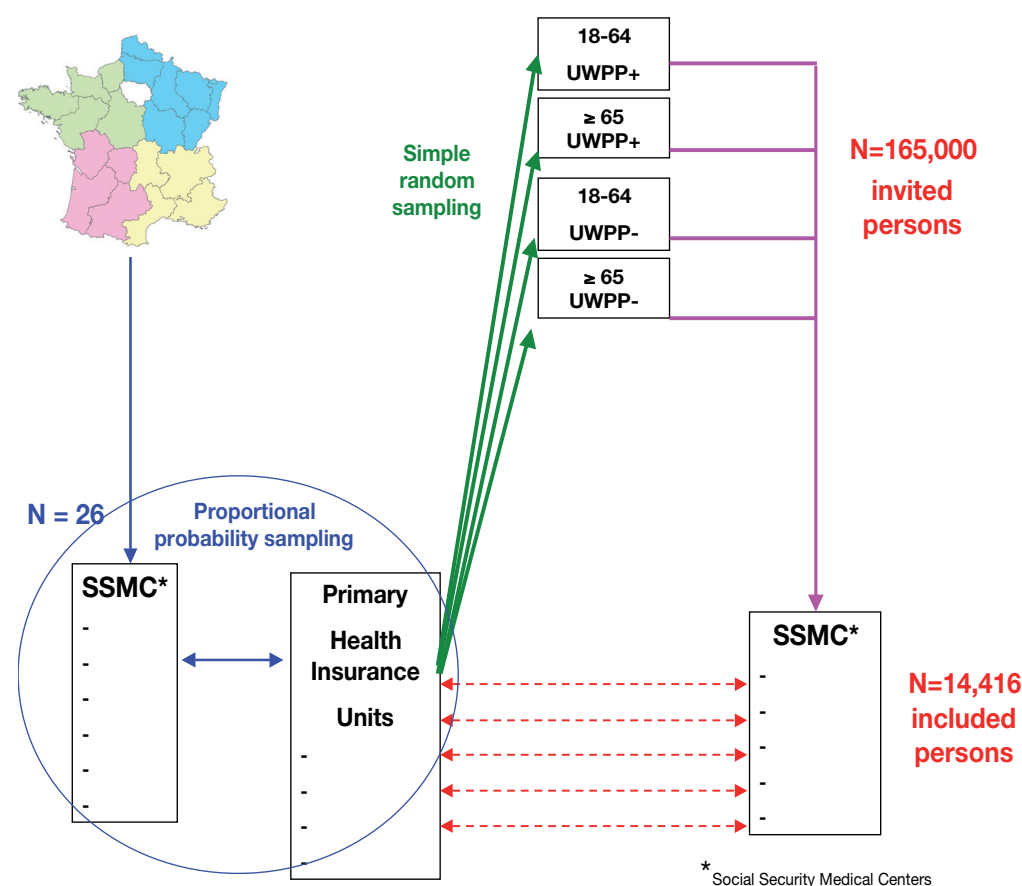 18-64
UWPP+
≥ 65
UWPP+
18-64
UWPP-
≥ 65
UWPP-
Simple
random
sampling
N=165,000
invited
persons
N = 26
Proportional
probability sampling
SSMC*
-
-
-
-
-
-
Primary
Health
Insurance
Units
-
-
-
-
SSMC*
-
-
-
-
-
N=14,416
included
persons
*Social Security Medical Centers